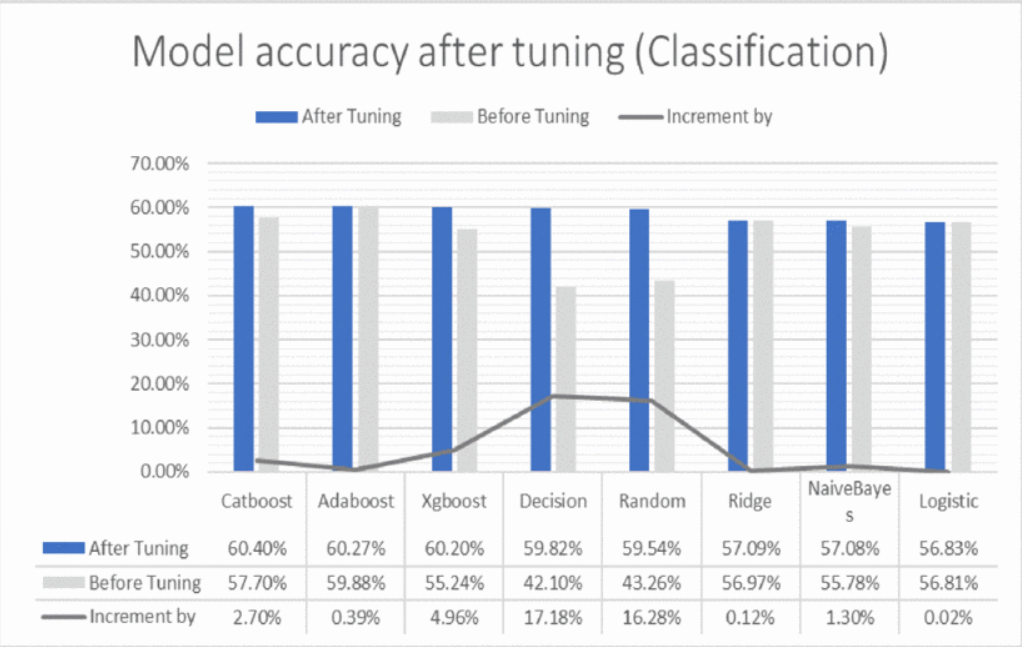 Model accuracy after tuning (Classification)
After Tuning Before Tuning Increment by
70.00%
60.00%
50.00%
40.00%
30.00%
20.00%
10.00%
0.00%
Catboost Adaboost Xgboost Decision Random Ridge NaiveBaye Logistic
s
After Tuning 60.40% 60.27% 60.20% 59.82% 59.54% 57.09% 57.08% 56.83%
Before Tuning 57.70% 59.88% 55.24% 42.10% 43.26% 56.97% 55.78% 56.81%
Increment by 2.70% 0.39% 4.96% 17.18% 16.28% 0.12% 1.30% 0.02%